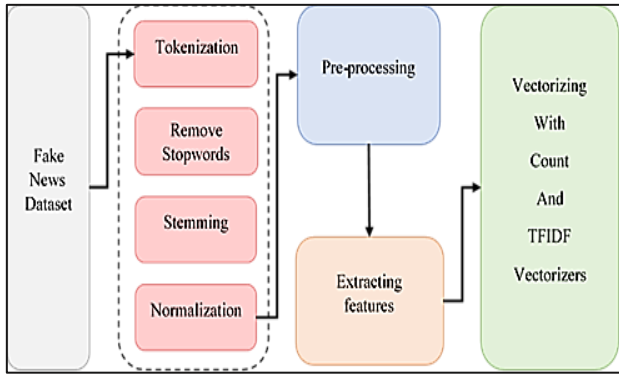 Fake
News
Dataset
Tokenization
Remove
Stopwords
Stemming
Normalization
Pre-processing
Extracting
features
Vectorizing
With
Count
And
TFIDF
Vectorizers